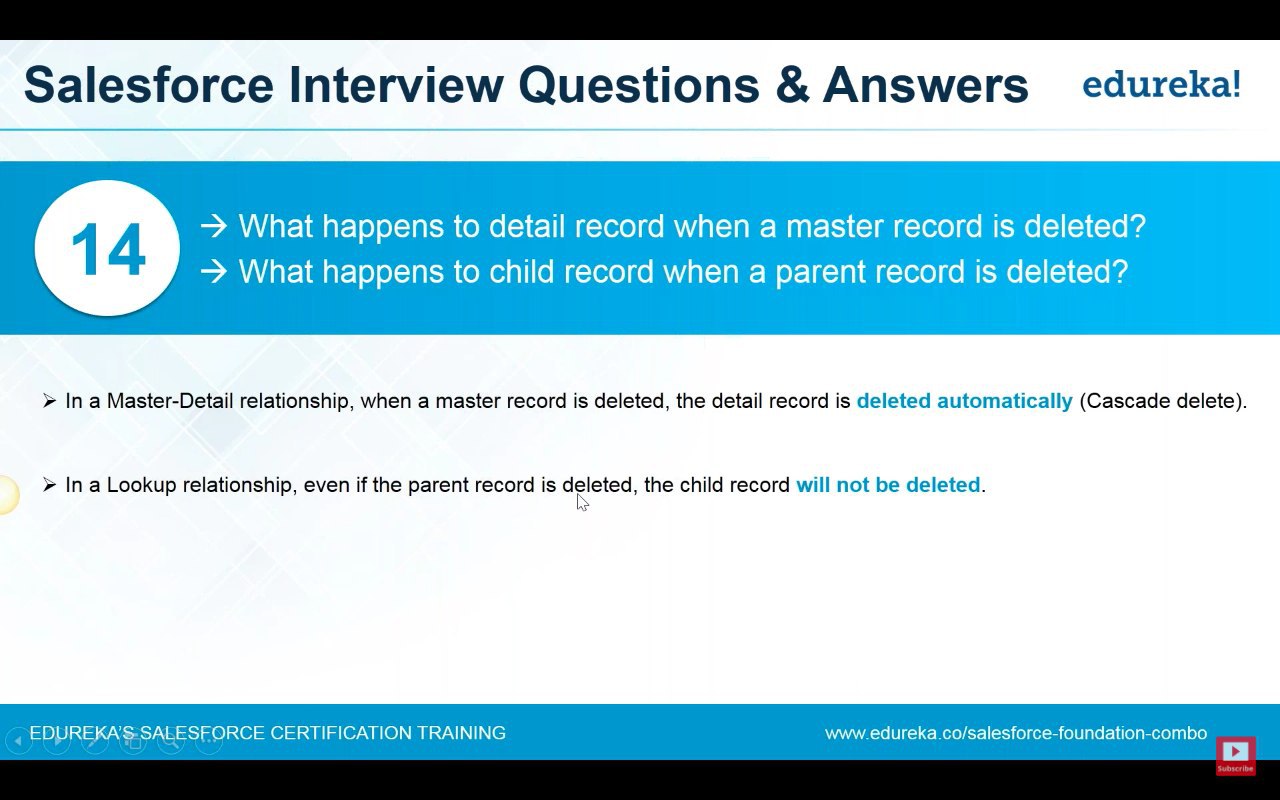 Salesforce Interview Questions & Answers
edureka!
14
→ What happens to detail record when a master record is deleted?
→ What happens to child record when a parent record is deleted?
➢ In a Master-Detail relationship, when a master record is deleted, the detail record is deleted automatically (Cascade delete).
➢ In a Lookup relationship, even if the parent record is deleted, the child record will not be deleted.
EDUREKA'S SALESFORCE CERTIFICATION TRAINING
www.edureka.co/salesforce-foundation-combo
Subscribe